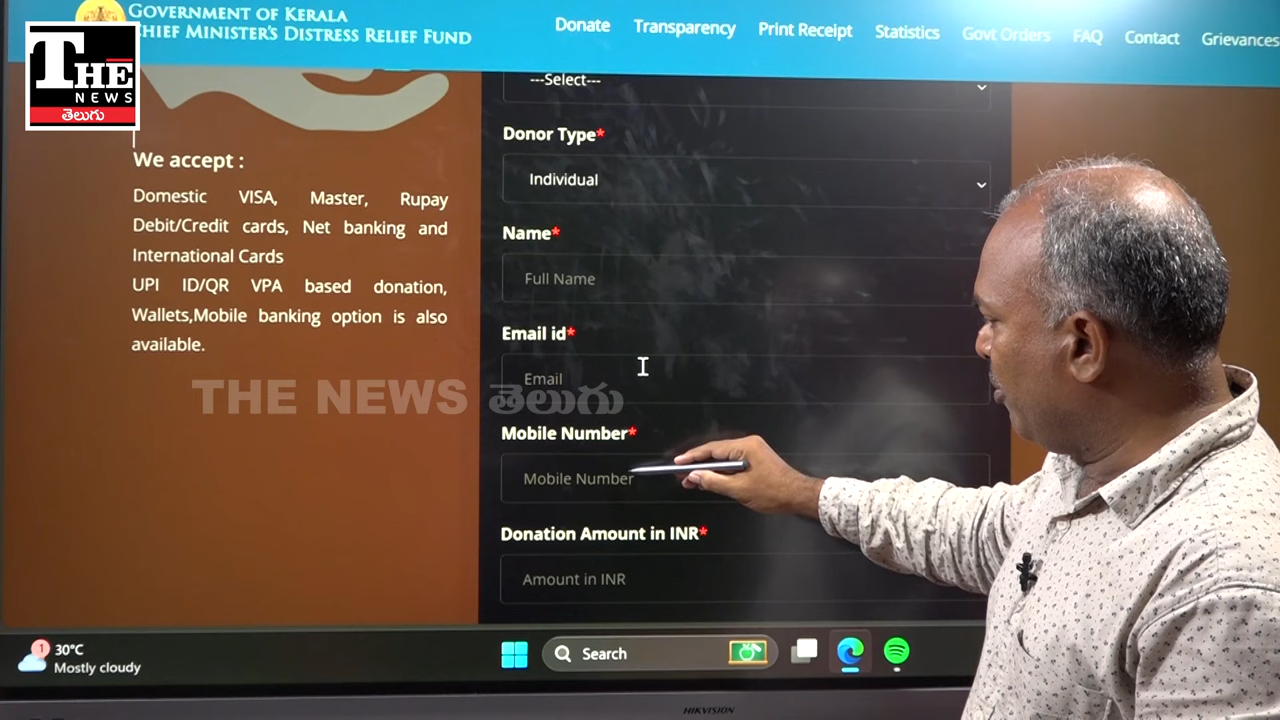 GOVERNMENT OF KERALA
CHIEF MINISTER'S DISTRESS RELIEF FUND
Donate Transparency Print Receipt Statistics Govt Orders FAQ Contact Grievances
THE
NEWS
తెలుగు
---Select---
Donor Type*
Individual
We accept :
Domestic VISA, Master, Rupay
Debit/Credit cards, Net banking and
International Cards
UPI ID/QR VPA based donation,
Wallets,Mobile banking option is also
available.
Name*
Full Name
Email id*
Email
THE NEWS తెలుగు
Mobile Number*
Mobile Number
Donation Amount in INR*
Amount in INR
1
30°C
Mostly cloudy
Search
HIKVISION